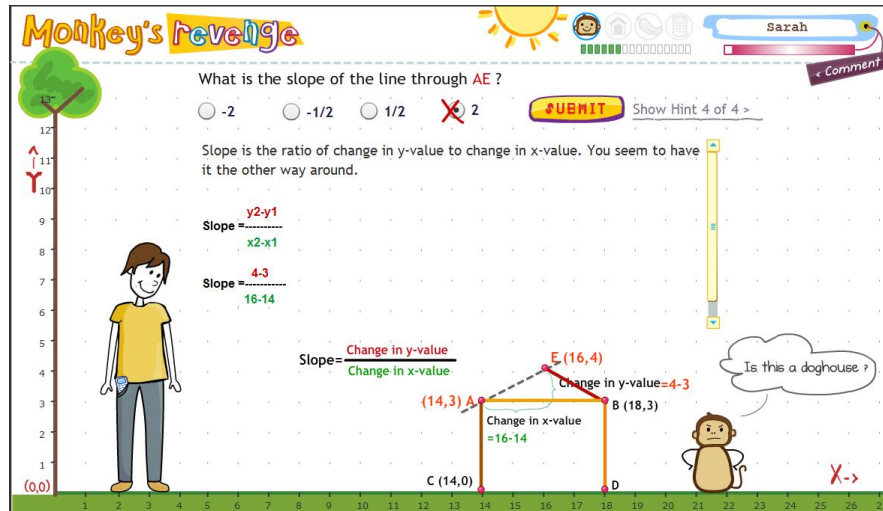 Monkey's revenge
Sarah
< Comment
What is the slope of the line through AE ?
-2
-1/2
1/2
2
SUBMIT
Show Hint 4 of 4 >
Slope is the ratio of change in y-value to change in x-value. You seem to have
it the other way around.
y2-y1
Slope =----------
x2-x1
4-3
Slope =----------
16-14
Slope=
Change in y-value
Change in x-value
E (16,4)
Change in y-value=4-3
(14,3) A
B (18,3)
Change in x-value
=16-14
C (14,0)
D
Is this a doghouse ?
Y->
13
12
11
10
9
8
7
6
5
4
3
2
1
(0,0)
X->
1 2 3 4 5 6 7 8 9 10 11 12 13 14 15 16 17 18 19 20 21 22 23 24 25 26